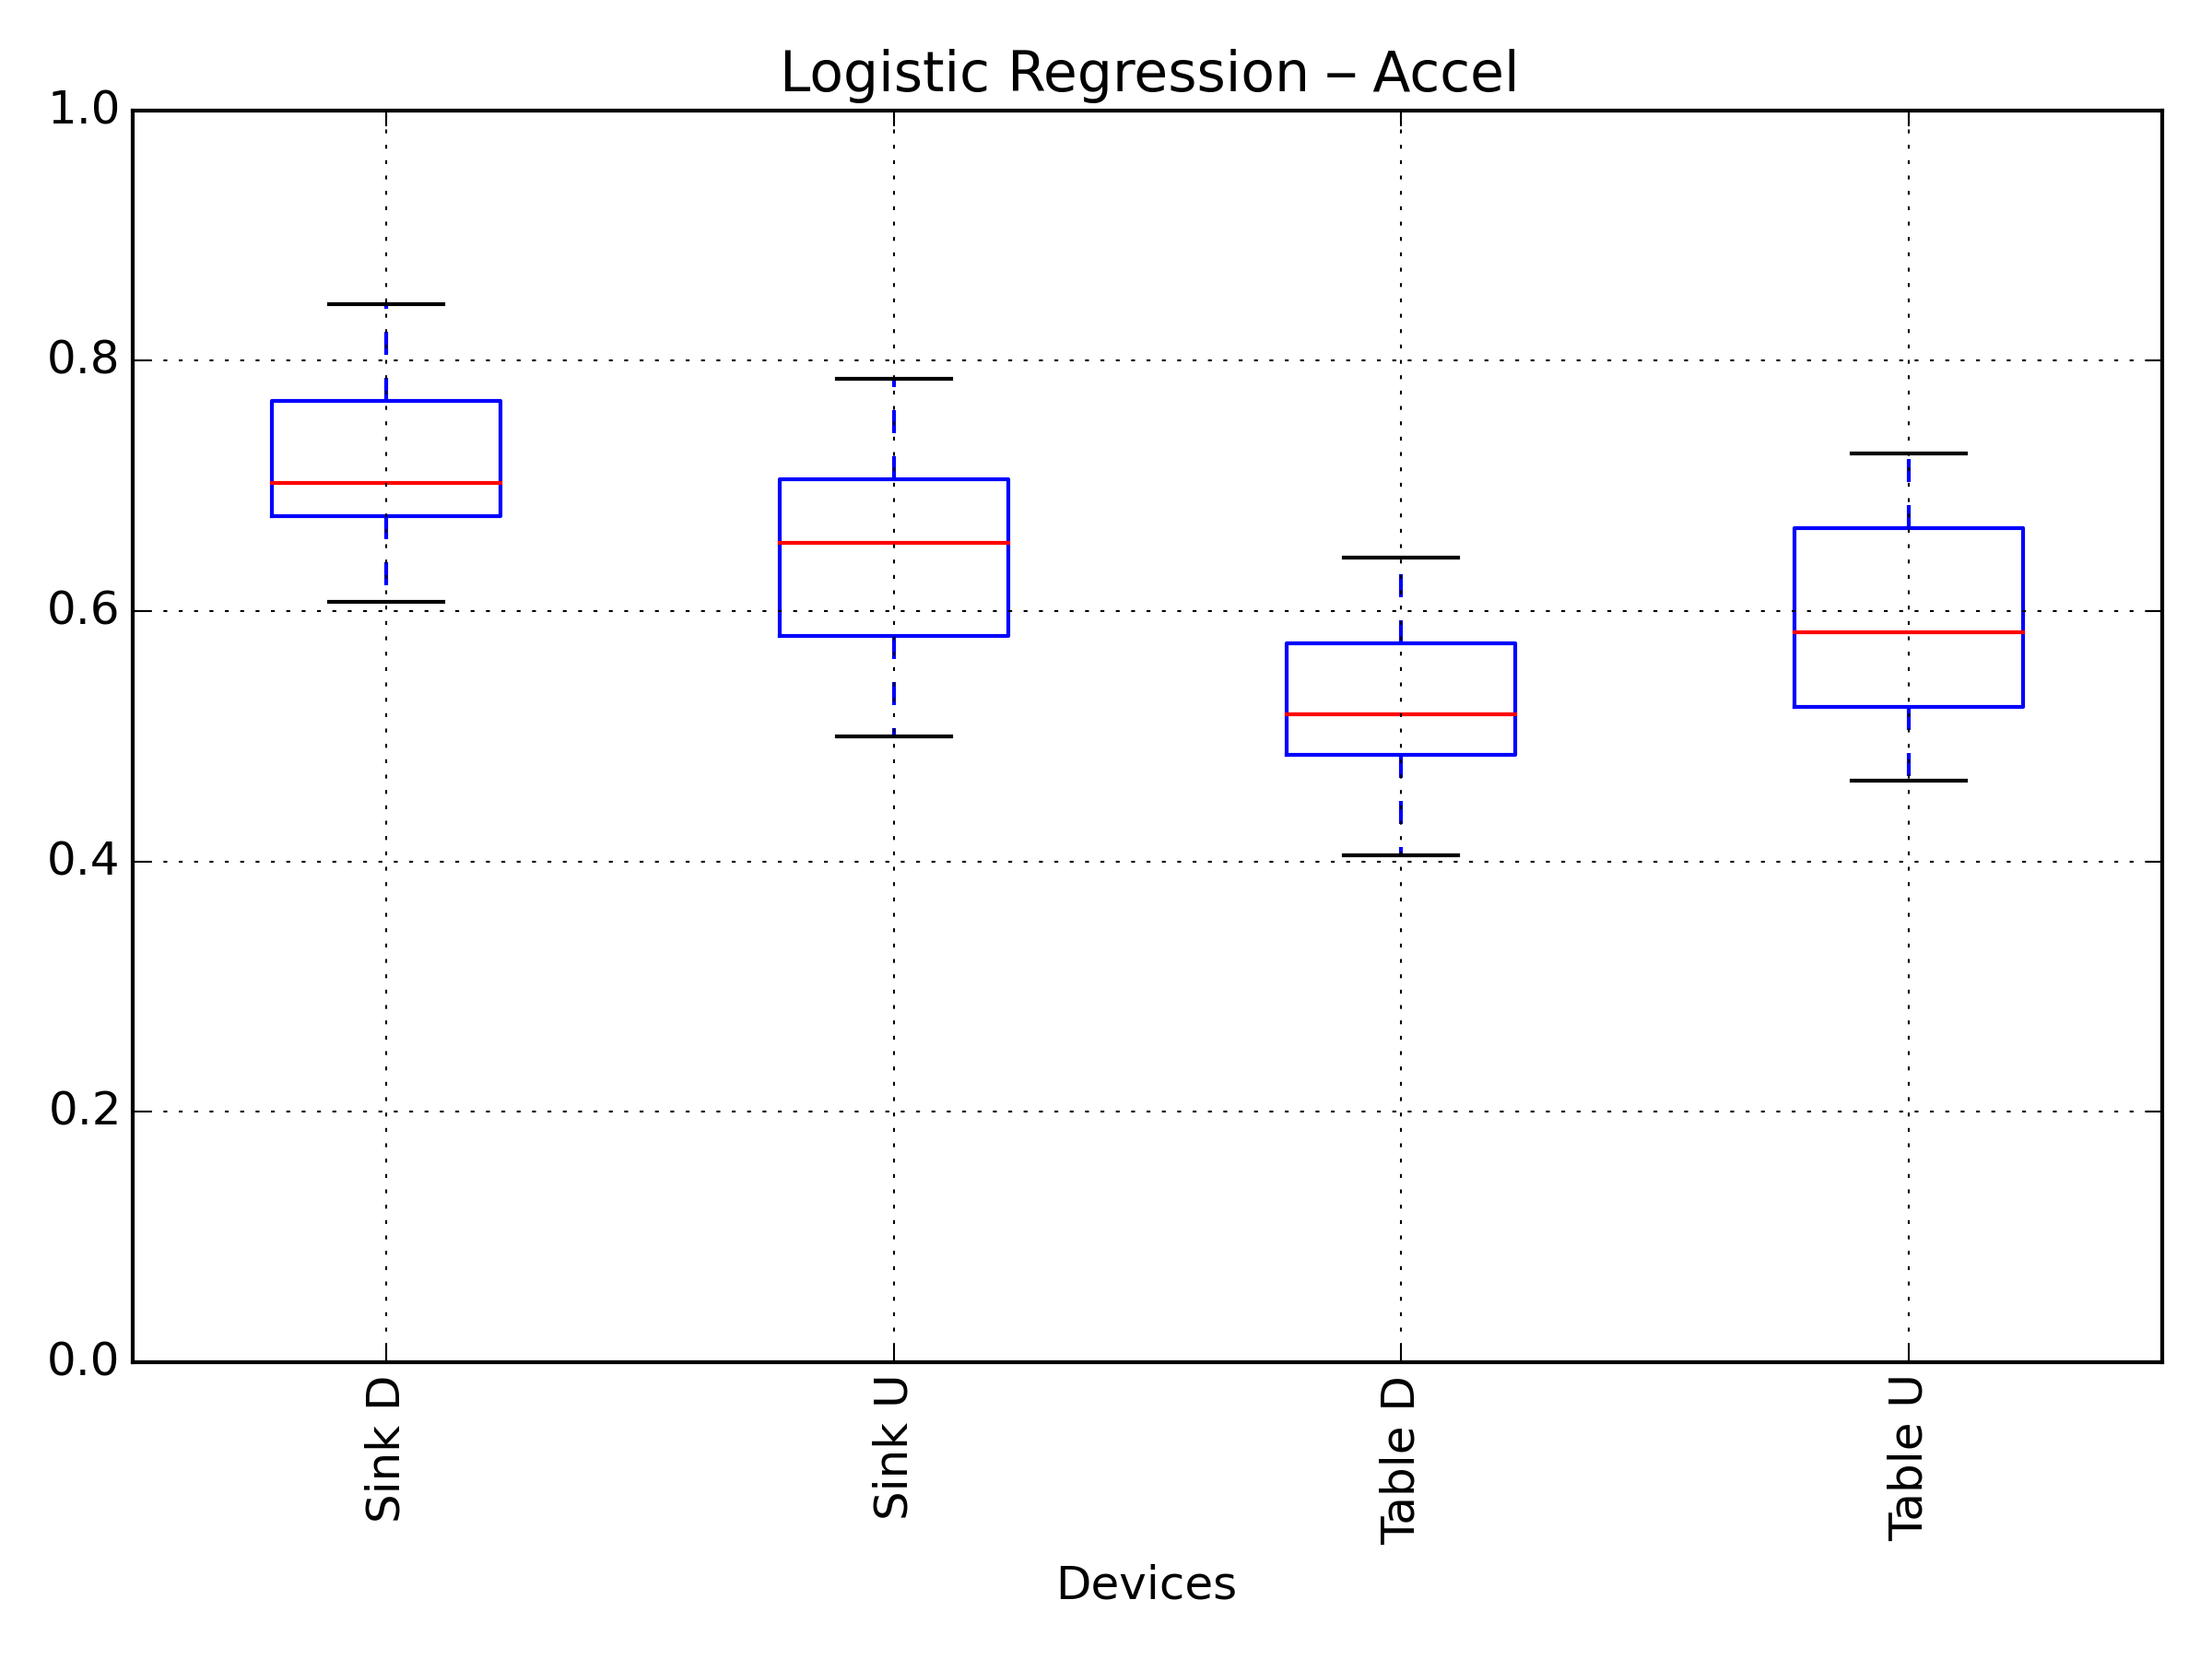 Logistic Regression – Accel
1.0
0.8
0.6
0.4
0.2
0.0
Sink D
Sink U
Table D
Table U
Devices